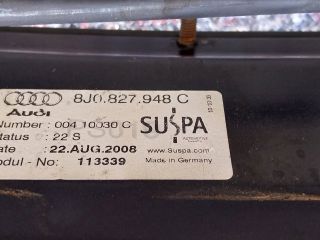 8J0.827.948 C
Audi
Number : 004 10030 C
Status : 22 S
Date : 22.AUG.2008
Modul - No: 113339
SUSPA
www.Suspa.com
Made in Germany